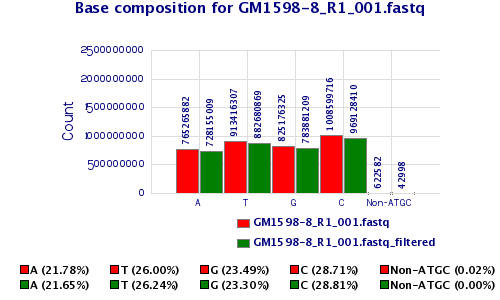 Base composition for GM1598-8_R1_001.fastq
Count
2500000000
2000000000
1500000000
1000000000
500000000
0
765265882
728155009
913416307
882680869
825176325
783881209
1008599716
969128410
622582
42998
A T G C Non-ATGC
GM1598-8_R1_001.fastq
GM1598-8_R1_001.fastq_filtered
A (21.78%) T (26.00%) G (23.49%) C (28.71%) Non-ATGC (0.02%)
A (21.65%) T (26.24%) G (23.30%) C (28.81%) Non-ATGC (0.00%)